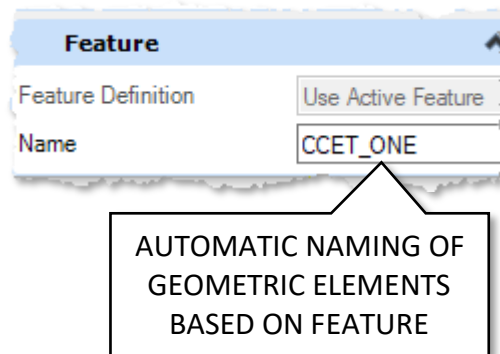 Feature
Feature Definition Use Active Feature
Name CCET_ONE
AUTOMATIC NAMING OF
GEOMETRIC ELEMENTS
BASED ON FEATURE